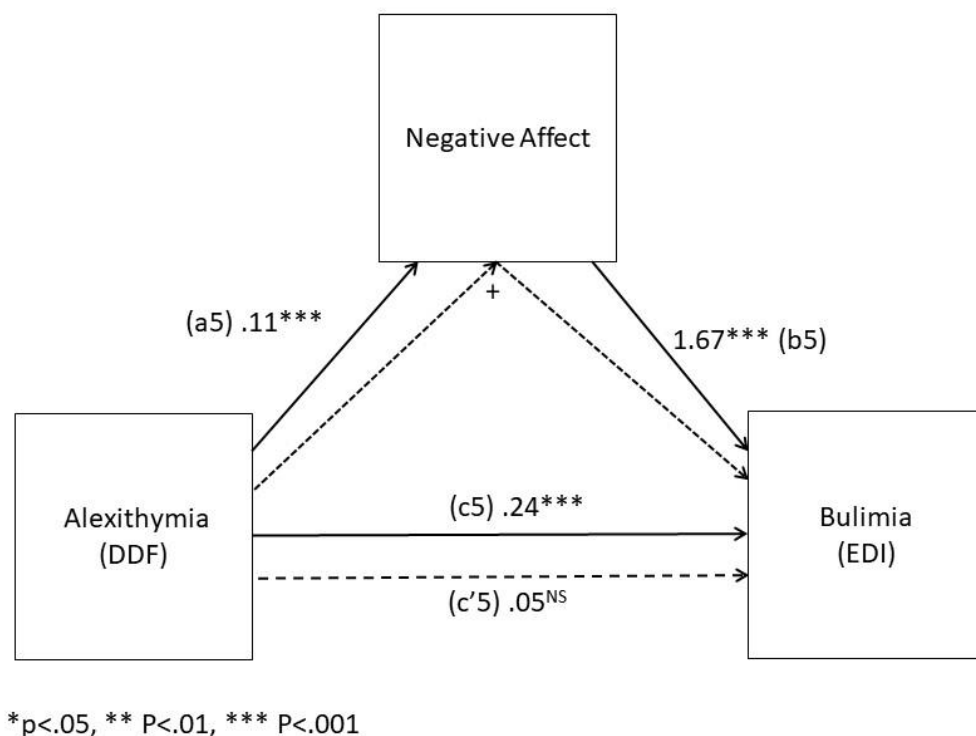 Negative Affect
+
(a5) .11***
1.67*** (b5)
Alexithymia
(DDF)
(c5) .24***
Bulimia
(EDI)
(c’5) .05ᴺˢ
*p<.05, ** P<.01, *** P<.001